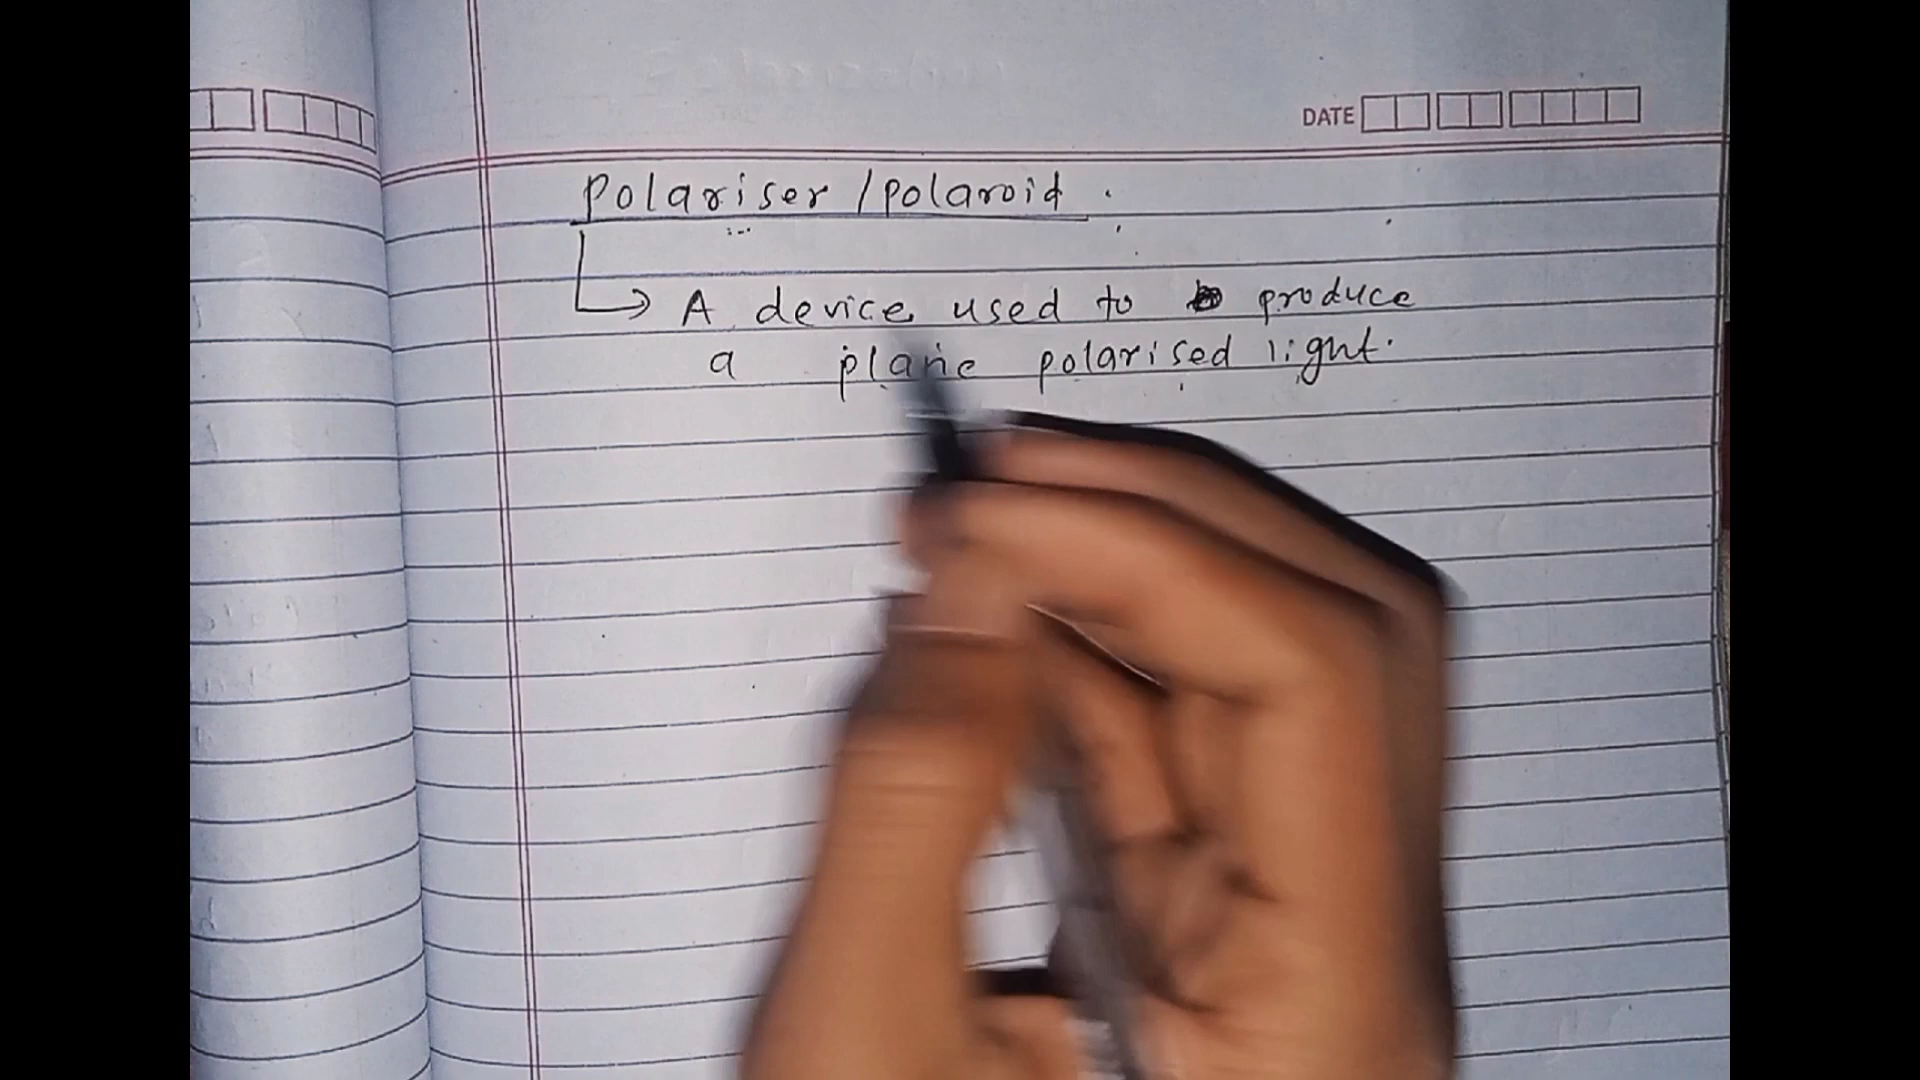 DATE
Polariser / polaroid
A device used to produce
a plane polarised light.